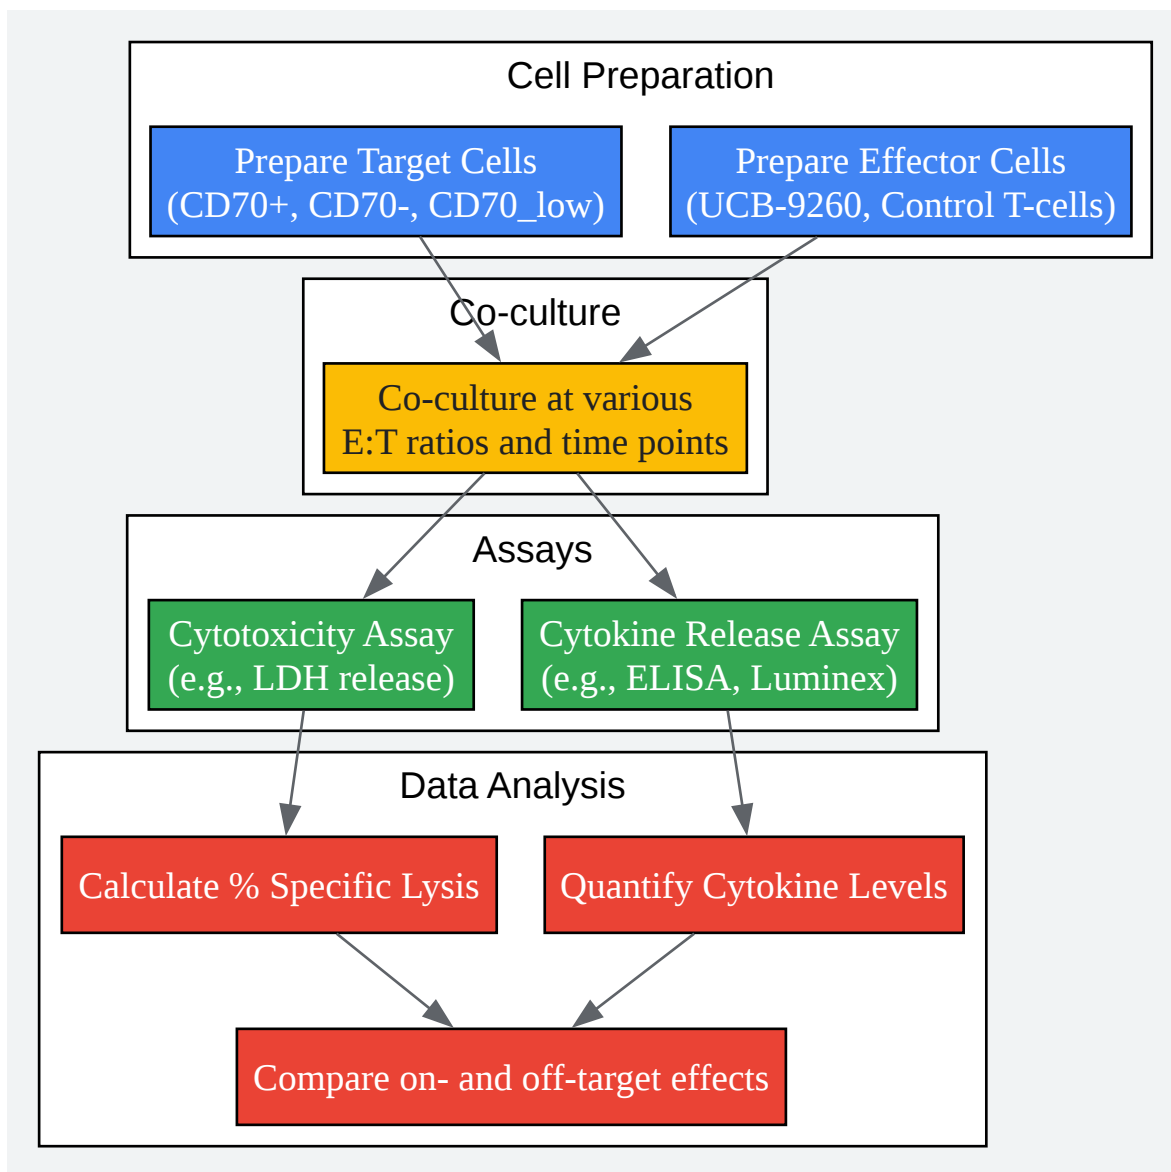 Cell Preparation
Prepare Target Cells
(CD70+, CD70-, CD70_low)
Prepare Effector Cells
(UCB-9260, Control T-cells)
Co-culture
Co-culture at various
E:T ratios and time points
Assays
Cytotoxicity Assay
(e.g., LDH release)
Cytokine Release Assay
(e.g., ELISA, Luminex)
Data Analysis
Calculate % Specific Lysis
Quantify Cytokine Levels
Compare on- and off-target effects